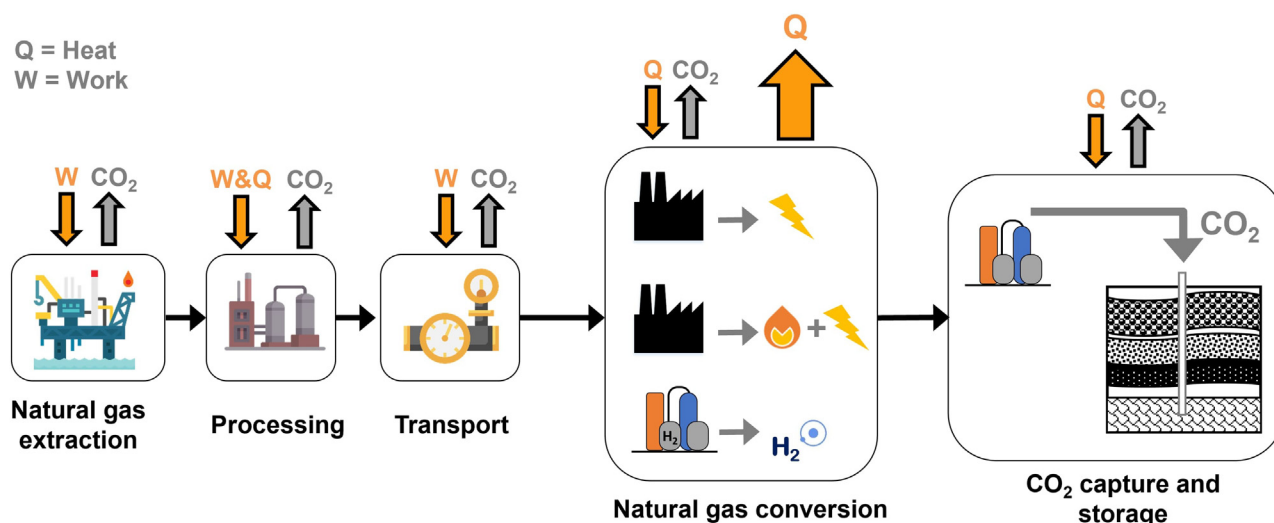 Q = Heat
W = Work
W
CO₂
W&Q
CO₂
W
CO₂
Q
CO₂
Q
Q
CO₂
CO₂
+
H₂
H₂
Natural gas
extraction
Processing
Transport
Natural gas conversion
CO₂ capture and
storage